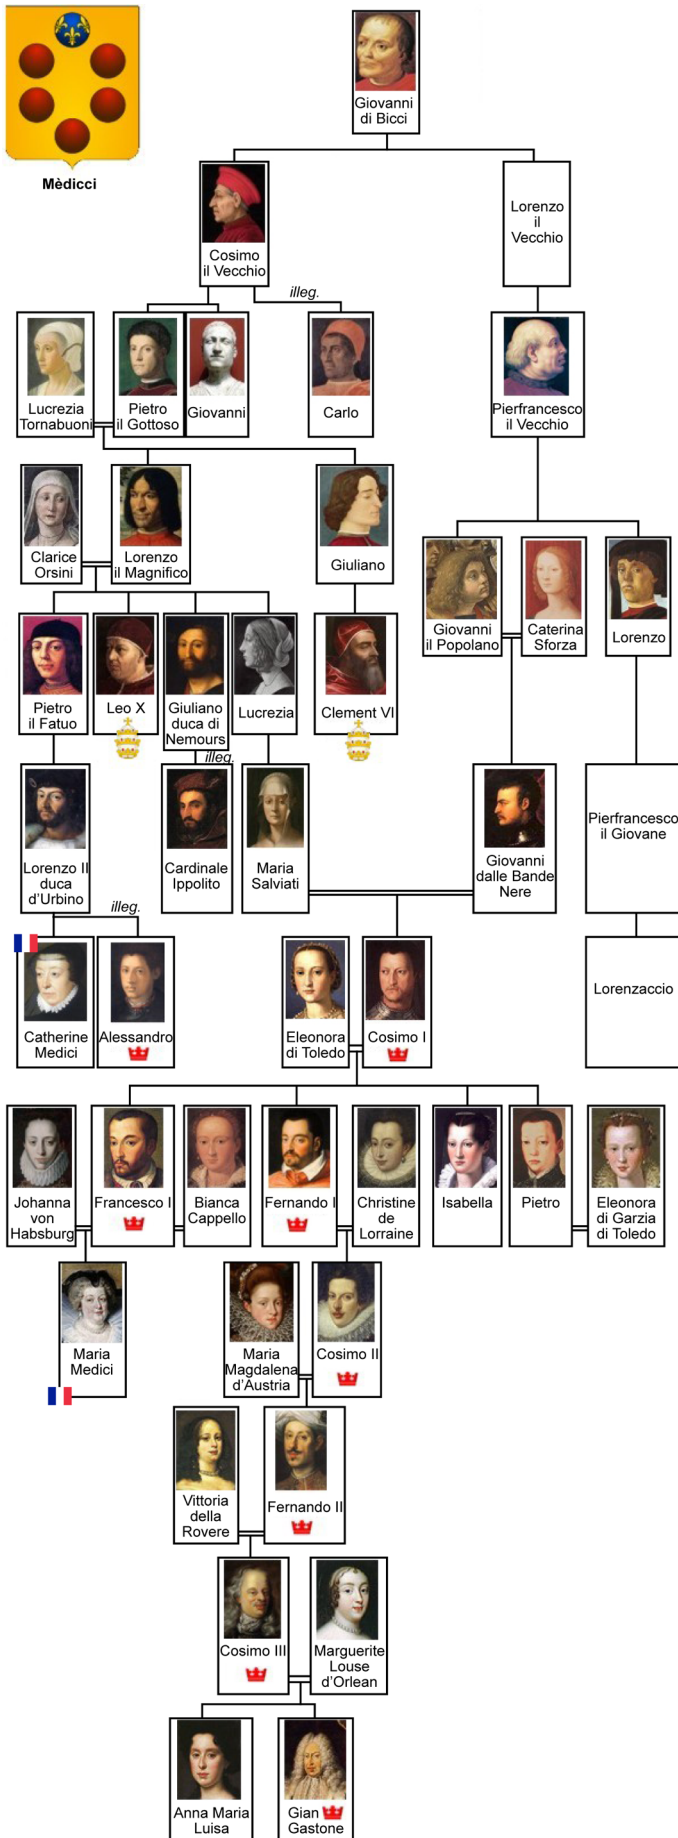 Giovanni
di Bicci
Mèdicci
Cosimo
il Vecchio
Lorenzo
il
Vecchio
illeg.
Lucrezia
Tornabuoni
Pietro
il Gottoso
Giovanni
Carlo
Pierfrancesco
il Vecchio
Clarice
Orsini
Lorenzo
il Magnifico
Giuliano
Giovanni
il Popolano
Caterina
Sforza
Lorenzo
Pietro
il Fatuo
Leo X
Giuliano
duca di
Nemours
Lucrezia
Clement VI
illeg.
Lorenzo II
duca
d'Urbino
Cardinale
Ippolito
Maria
Salviati
Giovanni
dalle Bande
Nere
Pierfrancesco
il Giovane
illeg.
Catherine
Medici
Alessandro
Eleonora
di Toledo
Cosimo I
Lorenzaccio
Johanna
von
Habsburg
Francesco I
Bianca
Cappello
Fernando I
Christine
de
Lorraine
Isabella
Pietro
Eleonora
di Garzia
di Toledo
Maria
Medici
Maria
Magdalena
d'Austria
Cosimo II
Vittoria
della
Rovere
Fernando II
Cosimo III
Marguerite
Louse
d'Orlean
Anna Maria
Luisa
Gian
Gastone